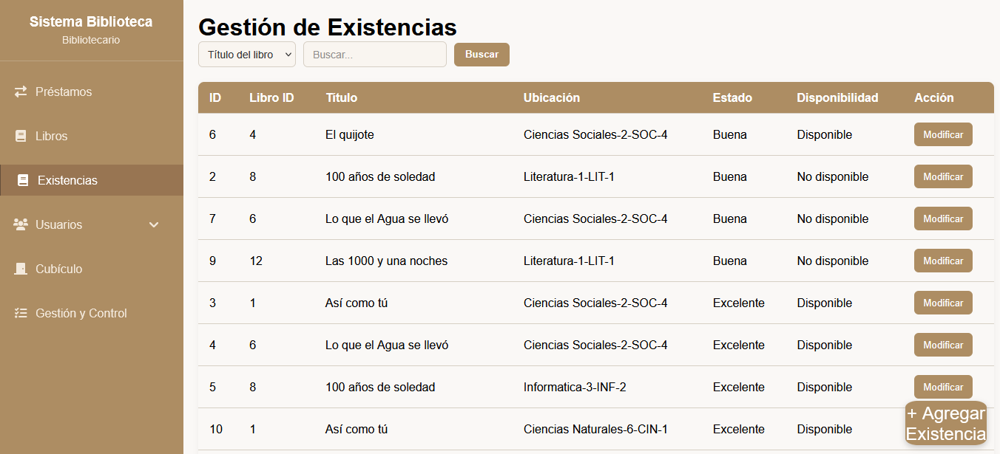 Sistema Biblioteca
Bibliotecario
Préstamos
Libros
Existencias
Usuarios
Cubículo
Gestión y Control
Gestión de Existencias
Título del libro Buscar... Buscar
ID Libro ID Título Ubicación Estado Disponibilidad Acción
6 4 El quijote Ciencias Sociales-2-SOC-4 Buena Disponible Modificar
2 8 100 años de soledad Literatura-1-LIT-1 Buena No disponible Modificar
7 6 Lo que el Agua se llevó Ciencias Sociales-2-SOC-4 Buena No disponible Modificar
9 12 Las 1000 y una noches Literatura-1-LIT-1 Buena No disponible Modificar
3 1 Así como tú Ciencias Sociales-2-SOC-4 Excelente Disponible Modificar
4 6 Lo que el Agua se llevó Ciencias Sociales-2-SOC-4 Excelente Disponible Modificar
5 8 100 años de soledad Informatica-3-INF-2 Excelente Disponible Modificar
10 1 Así como tú Ciencias Naturales-6-CIN-1 Excelente Disponible
+ Agregar
Existencia